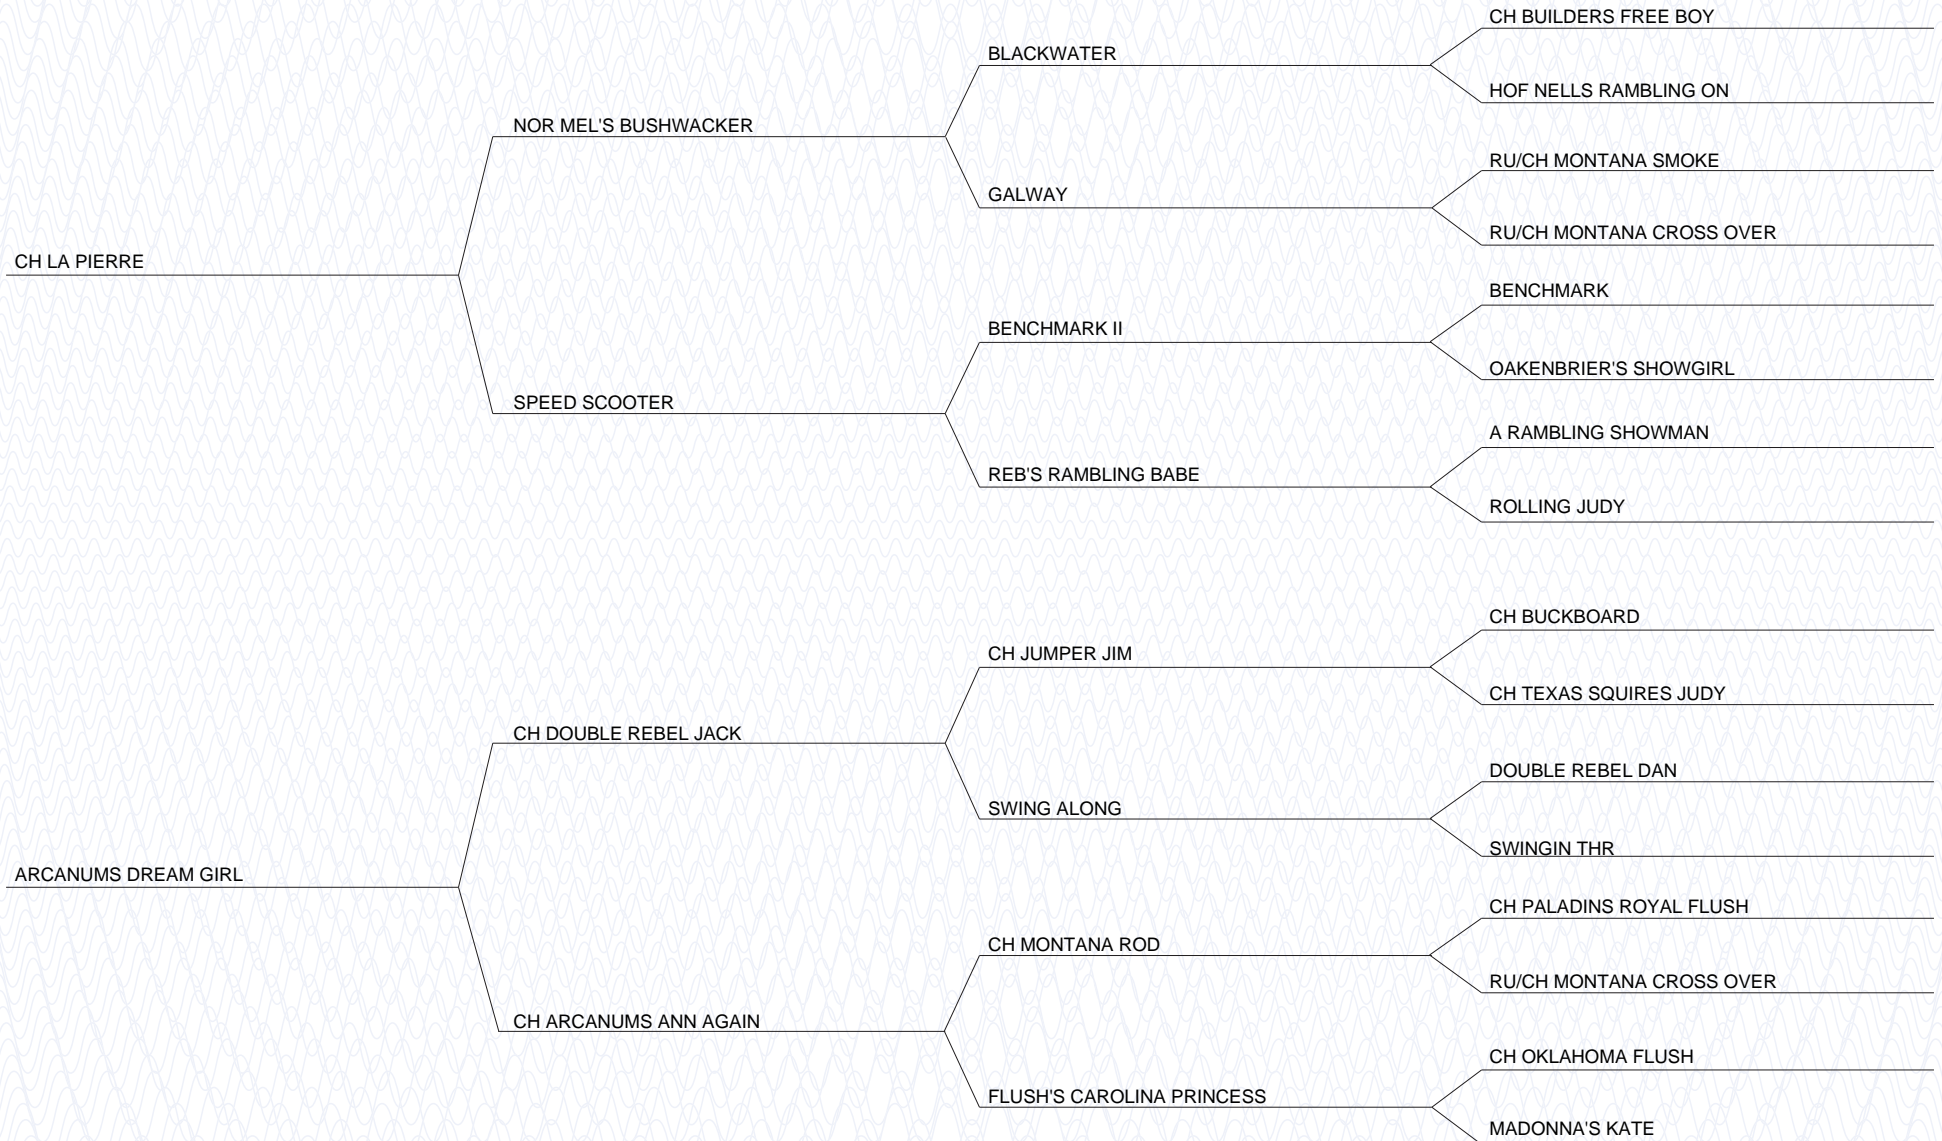 CH BUILDERS FREE BOY
BLACKWATER
HOF NELLS RAMBLING ON
NOR MEL'S BUSHWACKER
RU/CH MONTANA SMOKE
GALWAY
RU/CH MONTANA CROSS OVER
CH LA PIERRE
BENCHMARK
BENCHMARK II
OAKENBRIER'S SHOWGIRL
SPEED SCOOTER
A RAMBLING SHOWMAN
REB'S RAMBLING BABE
ROLLING JUDY
CH BUCKBOARD
CH JUMPER JIM
CH TEXAS SQUIRES JUDY
CH DOUBLE REBEL JACK
DOUBLE REBEL DAN
SWING ALONG
SWINGIN THR
ARCANUMS DREAM GIRL
CH PALADINS ROYAL FLUSH
CH MONTANA ROD
RU/CH MONTANA CROSS OVER
CH ARCANUMS ANN AGAIN
CH OKLAHOMA FLUSH
FLUSH'S CAROLINA PRINCESS
MADONNA'S KATE